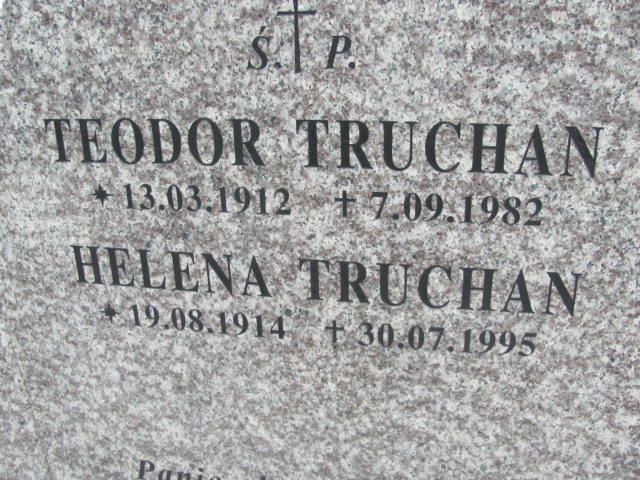 Ś. P.
TEODOR TRUCHAN
* 13.03.1912 † 7.09.1982
HELENA TRUCHAN
* 19.08.1914 † 30.07.1995